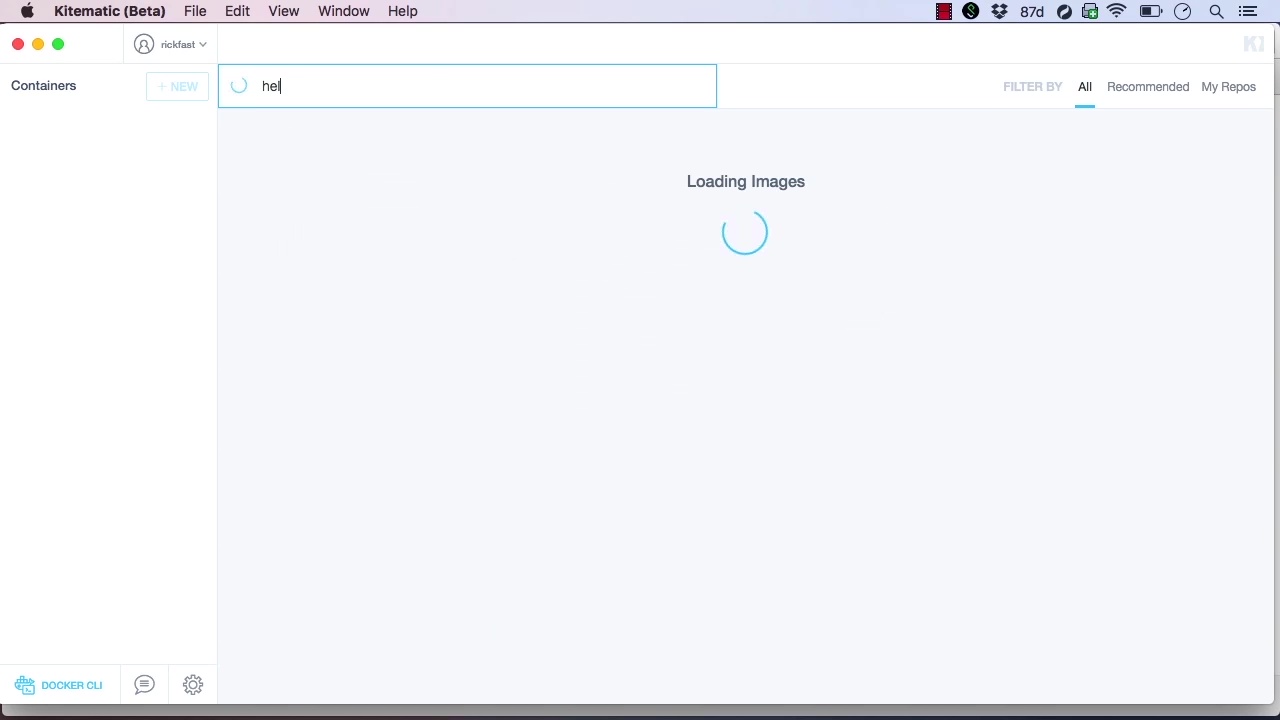 Kitematic (Beta) File Edit View Window Help 87d
rickfast
Containers + NEW hel FILTER BY All Recommended My Repos
Loading Images
DOCKER CLI